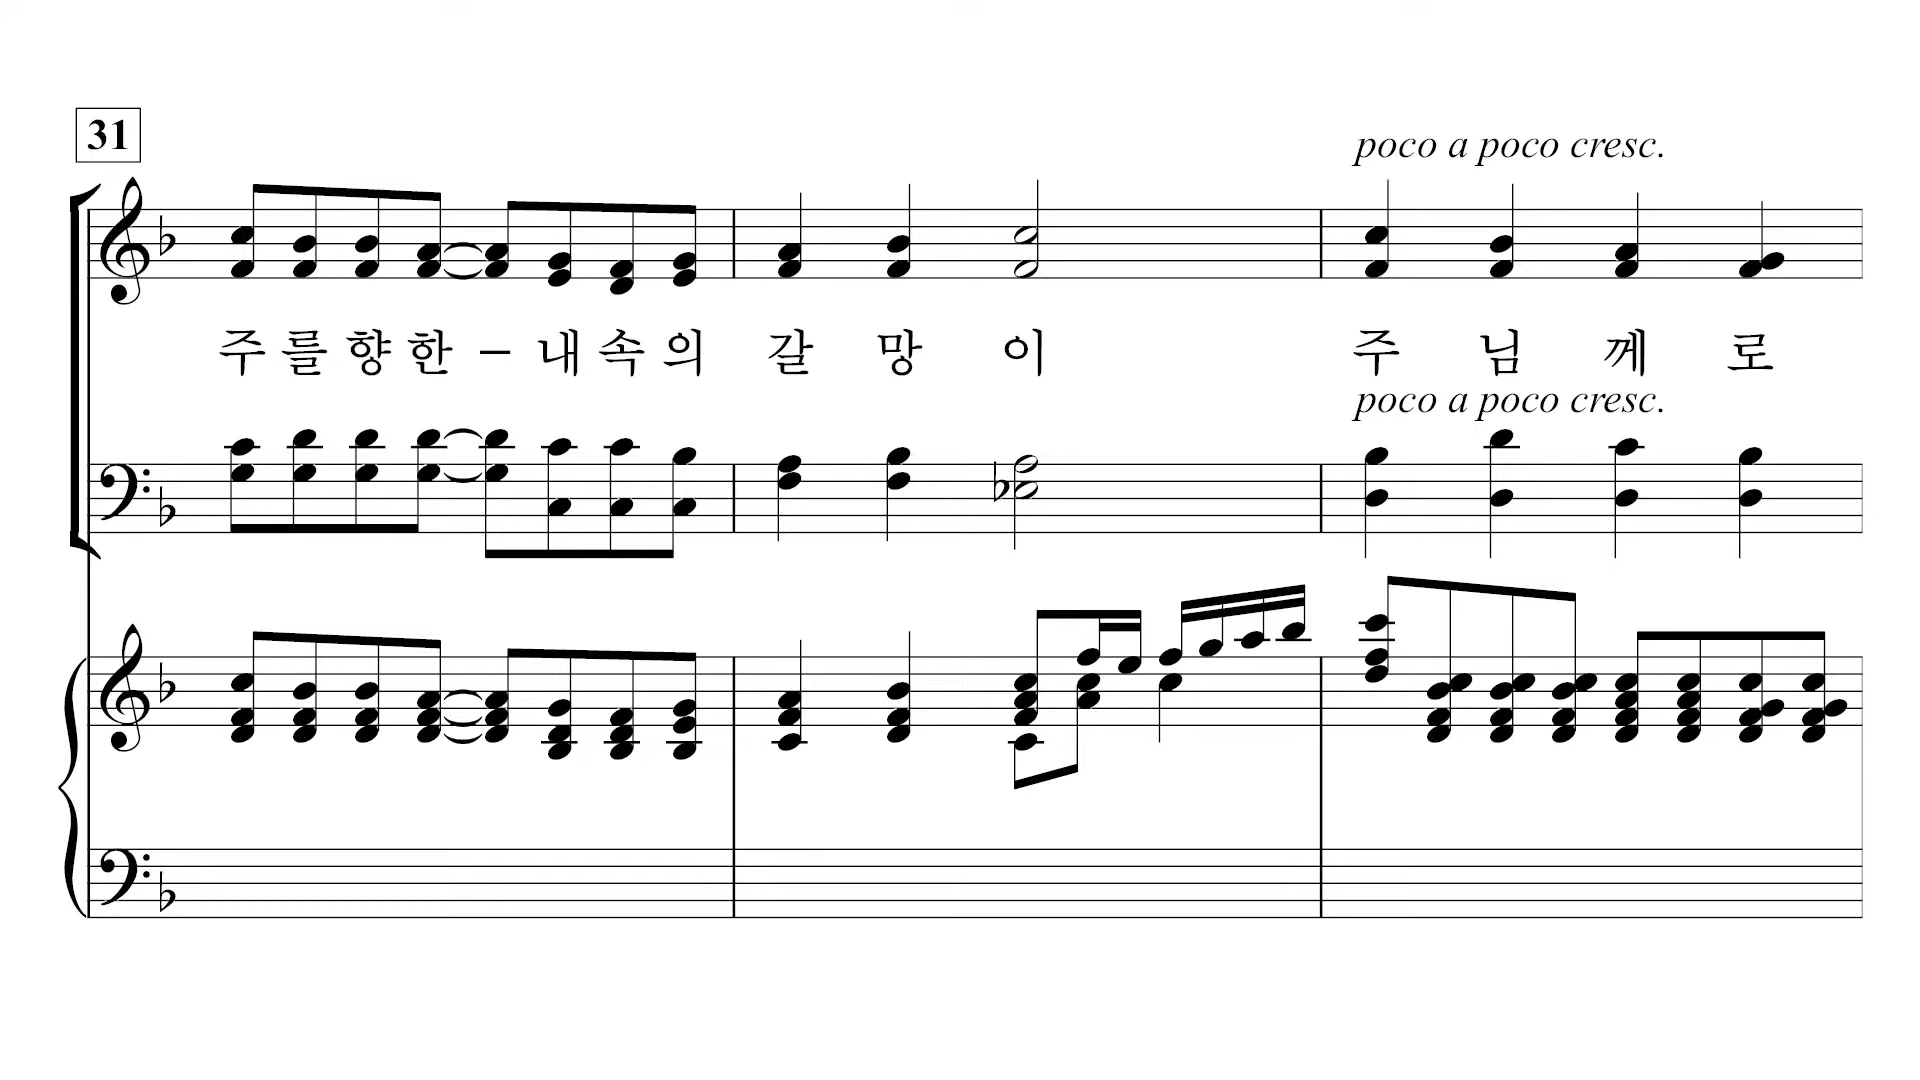 31
poco a poco cresc.
주 를 향 한 – 내 속 의 갈 망 이 주 님 께 로
poco a poco cresc.